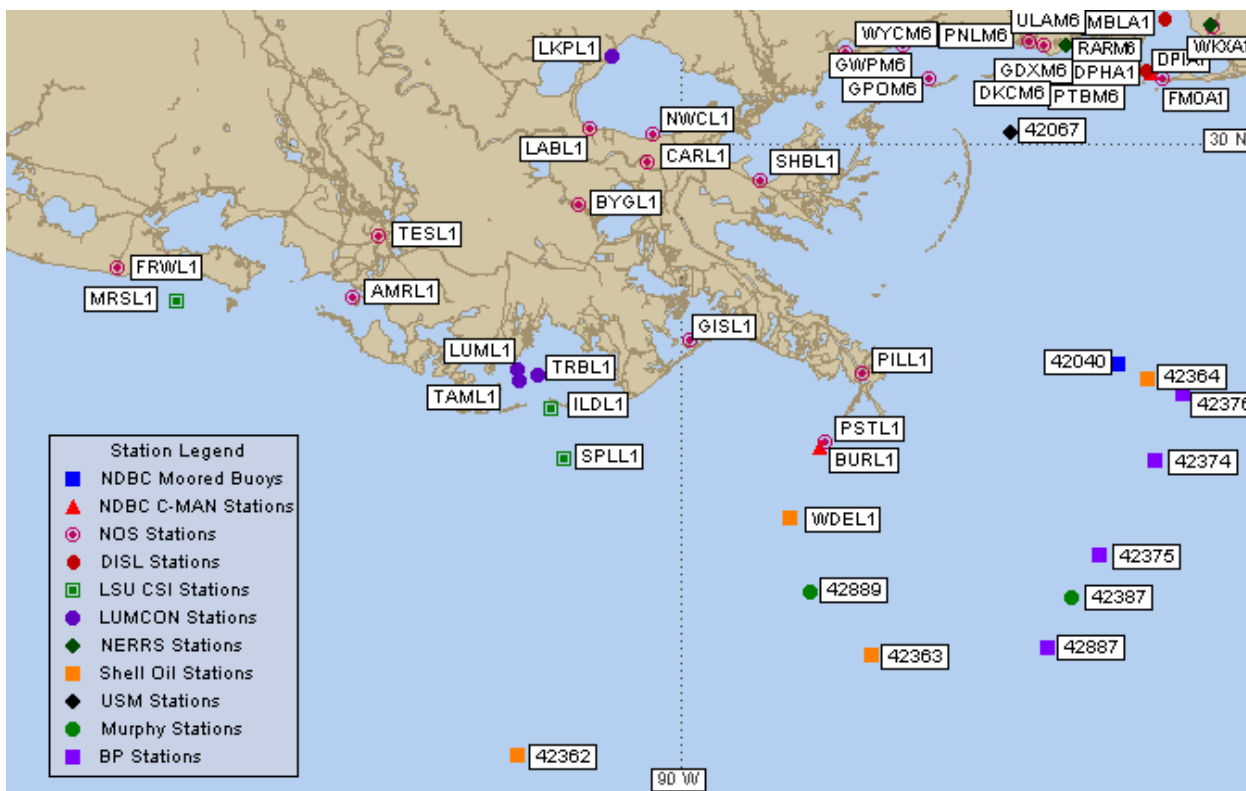 ULAM6
MBLA1
WYCM6
PNLM6
LKPL1
RARM6
WKXA1
GWPM6
GDXM6
DPHA1
DPIA1
GPOM6
DKCM6
PTBM6
FMOA1
NWCL1
42067
30 N
LABL1
CARL1
SHBL1
BYGL1
TESL1
FRWL1
MRSL1
AMRL1
GISL1
LUML1
TRBL1
PILL1
42040
42364
TAML1
ILDL1
42376
PSTL1
SPLL1
BURL1
42374
Station Legend
NDBC Moored Buoys
NDBC C-MAN Stations
NOS Stations
DISL Stations
LSU CSI Stations
LUMCON Stations
NERRS Stations
Shell Oil Stations
USM Stations
Murphy Stations
BP Stations
WDEL1
42375
42889
42387
42363
42887
42362
90 W